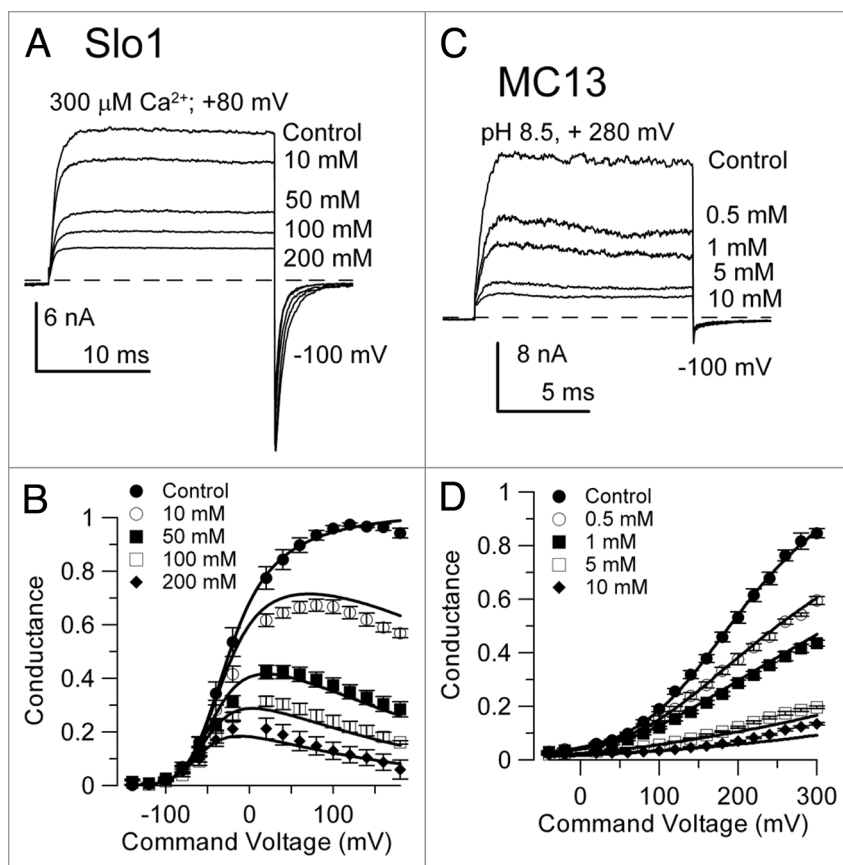 A Slo1
300 μM Ca²⁺; +80 mV
Control
10 mM
50 mM
100 mM
200 mM
6 nA
10 ms
-100 mV
C
MC13
pH 8.5, + 280 mV
Control
0.5 mM
1 mM
5 mM
10 mM
8 nA
5 ms
-100 mV
B
Control
10 mM
50 mM
100 mM
200 mM
Conductance
1
0.8
0.6
0.4
0.2
0
-100 0 100
Command Voltage (mV)
D
Control
0.5 mM
1 mM
5 mM
10 mM
Conductance
1
0.8
0.6
0.4
0.2
0
0 100 200 300
Command Voltage (mV)